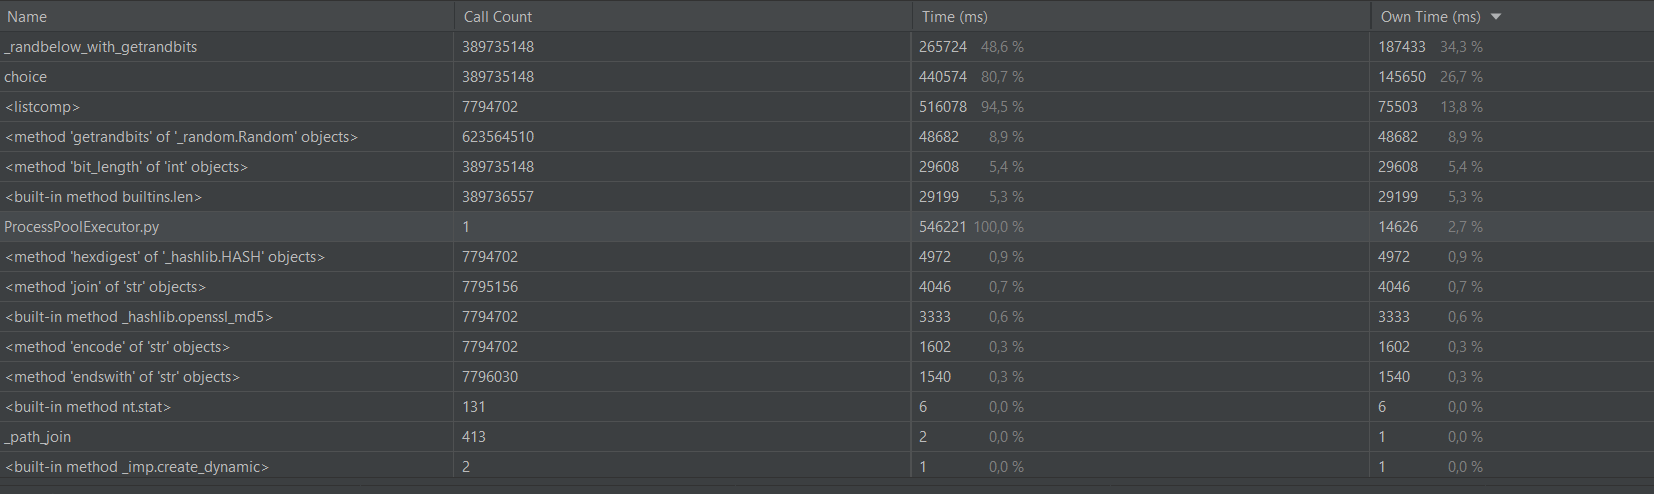 Name Call Count Time (ms) Own Time (ms)
_randbelow_with_getrandbits 389735148 265724 48,6 % 187433 34,3 %
choice 389735148 440574 80,7 % 145650 26,7 %
<listcomp> 7794702 516078 94,5 % 75503 13,8 %
<method 'getrandbits' of '_random.Random' objects> 623564510 48682 8,9 % 48682 8,9 %
<method 'bit_length' of 'int' objects> 389735148 29608 5,4 % 29608 5,4 %
<built-in method builtins.len> 389736557 29199 5,3 % 29199 5,3 %
ProcessPoolExecutor.py 1 546221 100,0 % 14626 2,7 %
<method 'hexdigest' of '_hashlib.HASH' objects> 7794702 4972 0,9 % 4972 0,9 %
<method 'join' of 'str' objects> 7795156 4046 0,7 % 4046 0,7 %
<built-in method _hashlib.openssl_md5> 7794702 3333 0,6 % 3333 0,6 %
<method 'encode' of 'str' objects> 7794702 1602 0,3 % 1602 0,3 %
<method 'endswith' of 'str' objects> 7796030 1540 0,3 % 1540 0,3 %
<built-in method nt.stat> 131 6 0,0 % 6 0,0 %
_path_join 413 2 0,0 % 1 0,0 %
<built-in method _imp.create_dynamic> 2 1 0,0 % 1 0,0 %